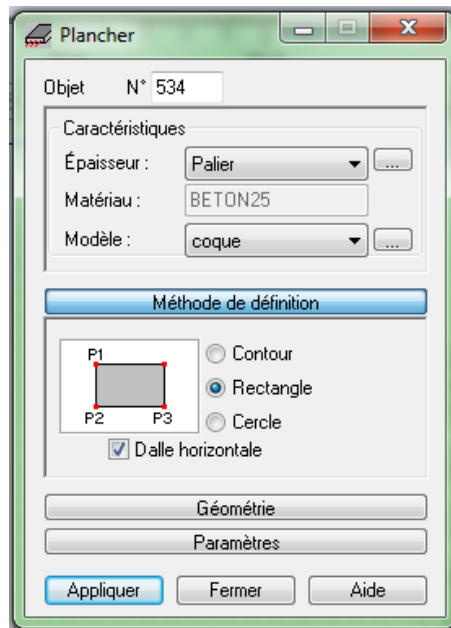 Plancher
Objet N° 534
Caractéristiques
Épaisseur : Palier ...
Matériau : BETON25
Modèle : coque ...
Méthode de définition
P1
Contour
Rectangle
P2 P3
Cercle
Dalle horizontale
Géométrie
Paramètres
Appliquer Fermer Aide